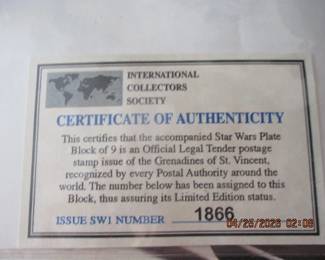 INTERNATIONAL
COLLECTORS
SOCIETY
CERTIFICATE OF AUTHENTICITY
This certifies that the accompanied Star Wars Plate
Block of 9 is an Official Legal Tender postage
stamp issue of the Grenadines of St. Vincent,
recognized by every Postal Authority around
the world. The number below has been assigned to this
Block, thus assuring its Limited Edition status.
ISSUE SW1 NUMBER 1866
04/26/2026 02:08